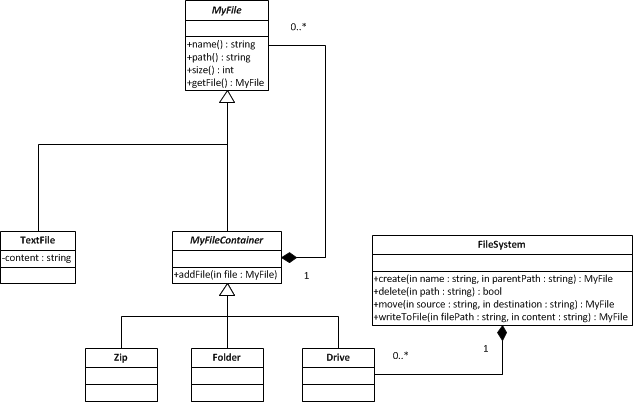 MyFile
0..*
+name() : string
+path() : string
+size() : int
+getFile() : MyFile
TextFile
-content : string
MyFileContainer
+addFile(in file : MyFile)
1
FileSystem
+create(in name : string, in parentPath : string) : MyFile
+delete(in path : string) : bool
+move(in source : string, in destination : string) : MyFile
+writeToFile(in filePath : string, in content : string) : MyFile
Zip
Folder
Drive
0..*
1